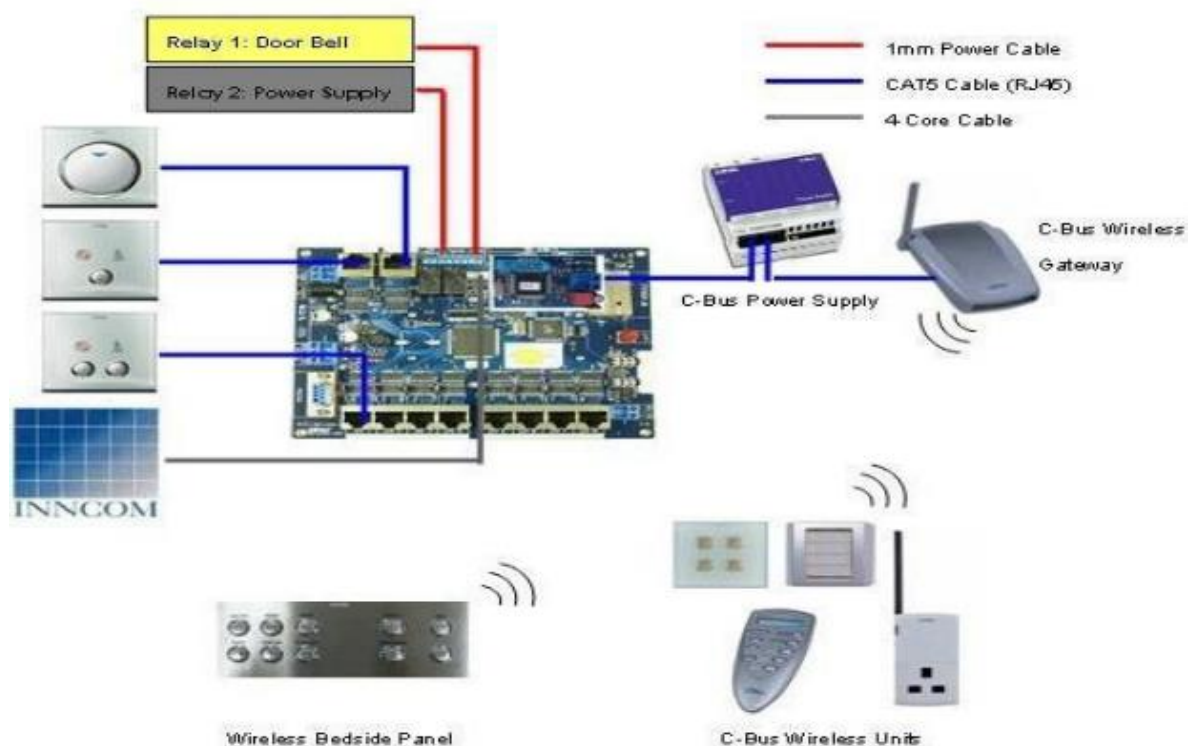 Relay 1: Door Bell
Relay 2: Power Supply
1mm Power Cable
CAT5 Cable (RJ45)
4-Core Cable
C-Bus Wireless
Gateway
C-Bus Power Supply
INNCOM
Wireless Bedside Panel
C-Bus Wireless Units